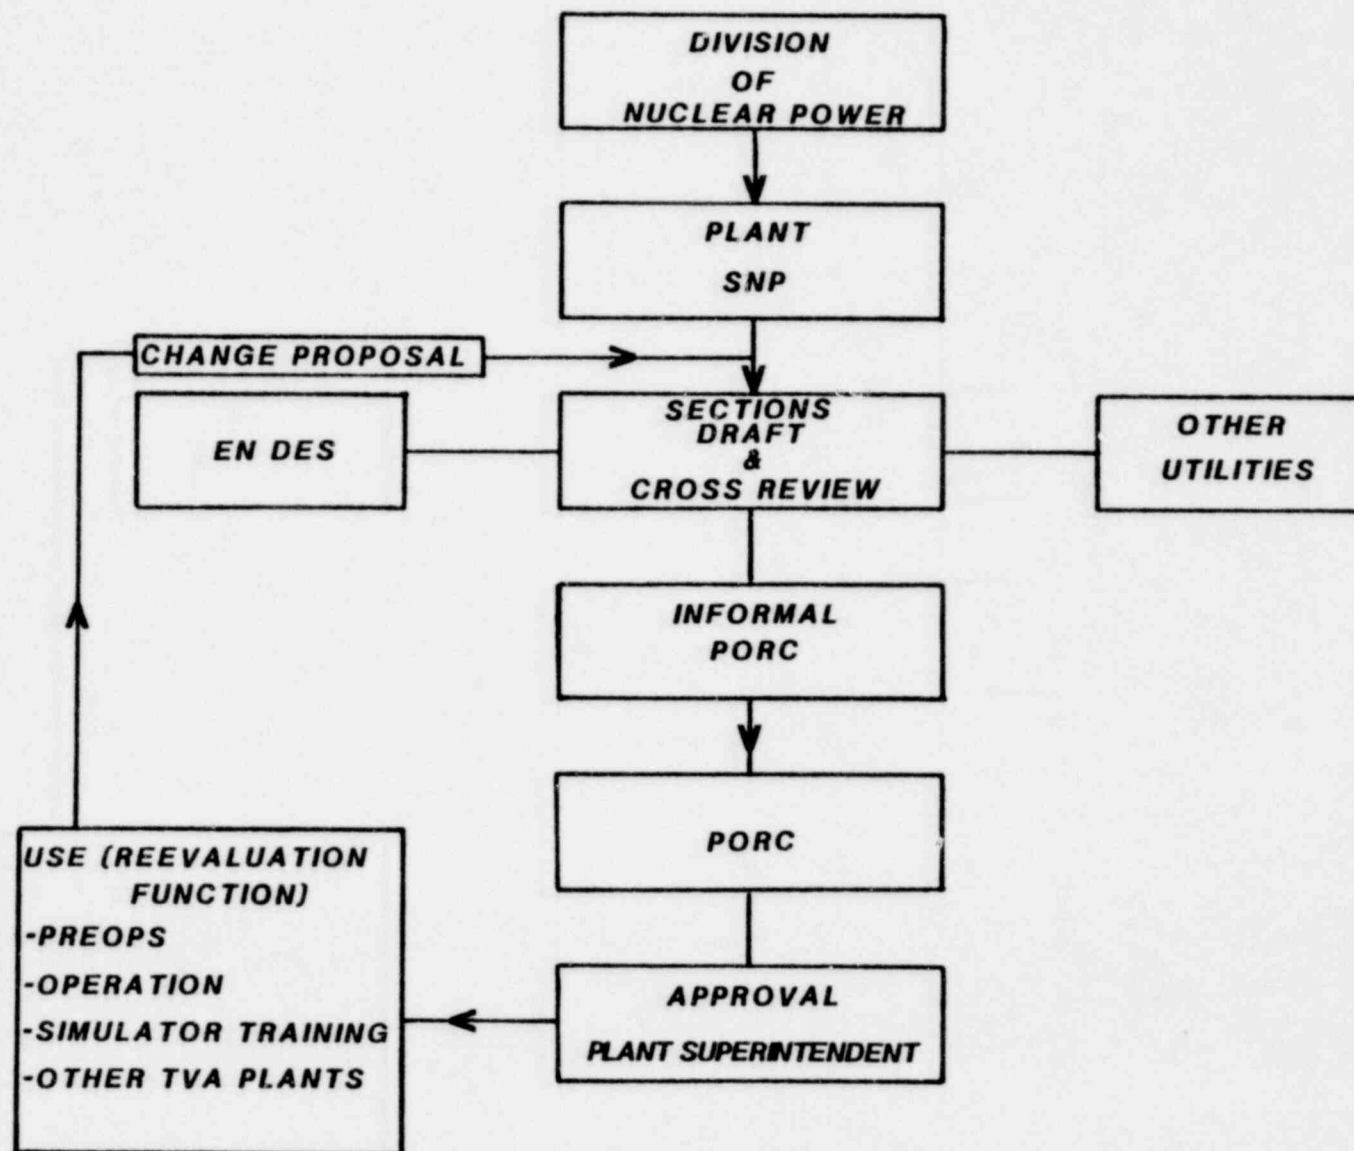 DIVISION
OF
NUCLEAR POWER
PLANT
SNP
CHANGE PROPOSAL
EN DES
SECTIONS
DRAFT
&
CROSS REVIEW
OTHER
UTILITIES
INFORMAL
PORC
PORC
USE (REEVALUATION
FUNCTION)
-PREOPS
-OPERATION
-SIMULATOR TRAINING
-OTHER TVA PLANTS
APPROVAL
PLANT SUPERINTENDENT